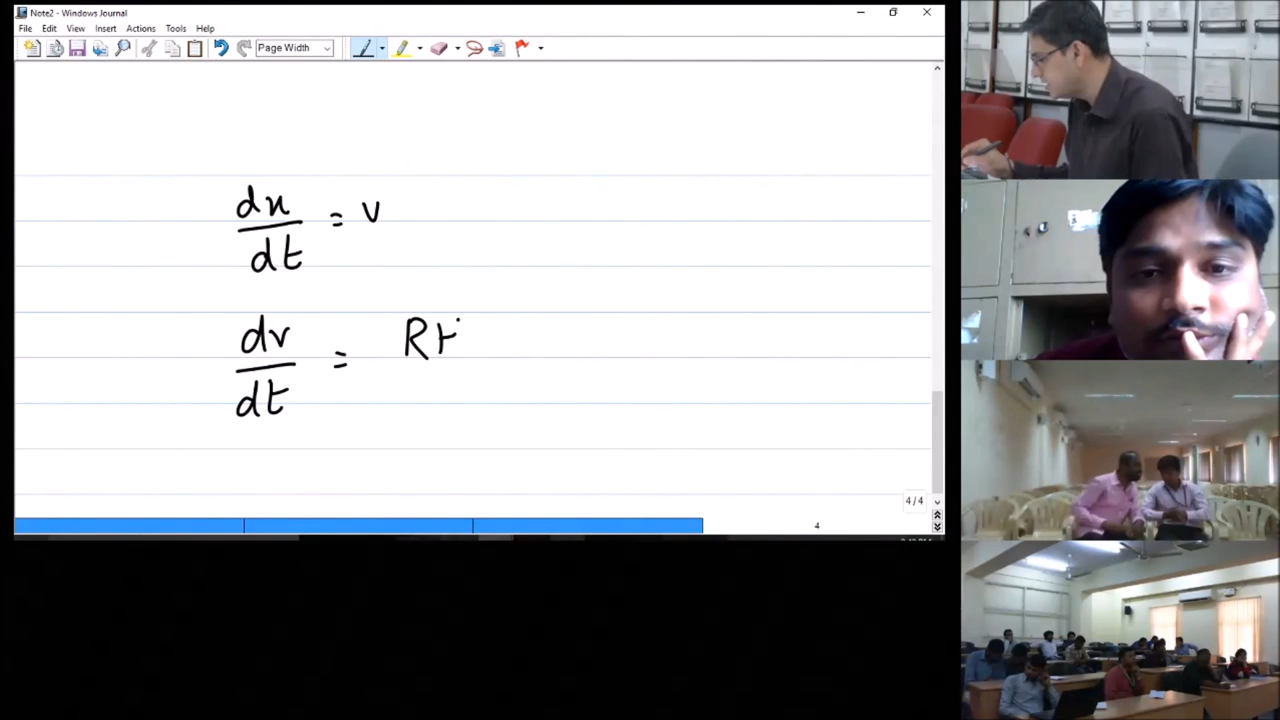 Note2 - Windows Journal
File Edit View Insert Actions Tools Help
Page Width
dx
dt
= v
dv
dt
=
4/4
4